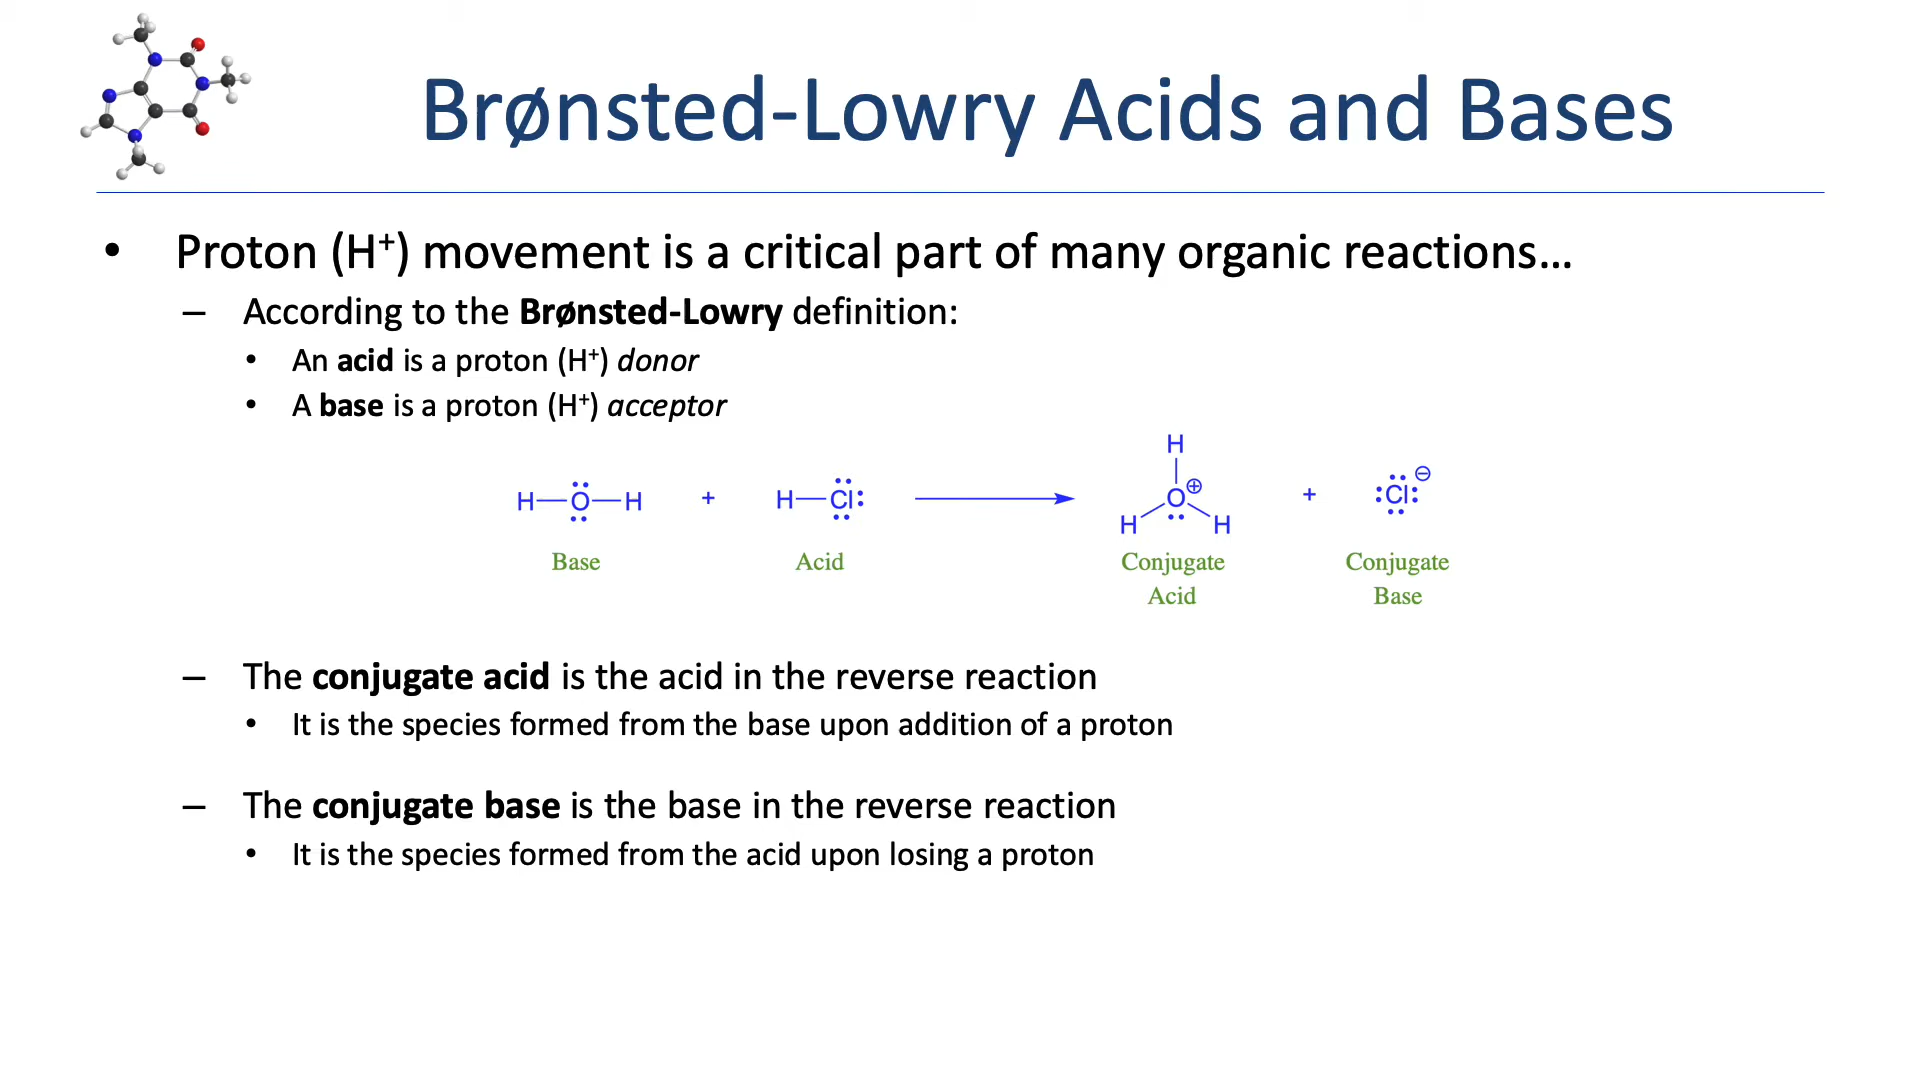 Brønsted-Lowry Acids and Bases
• Proton (H⁺) movement is a critical part of many organic reactions…
– According to the Brønsted-Lowry definition:
• An acid is a proton (H⁺) donor
• A base is a proton (H⁺) acceptor
H
H—O—H + H—Cl → O⊕ + Cl⊖
H H
Base Acid Conjugate Acid Conjugate Base
– The conjugate acid is the acid in the reverse reaction
• It is the species formed from the base upon addition of a proton
– The conjugate base is the base in the reverse reaction
• It is the species formed from the acid upon losing a proton